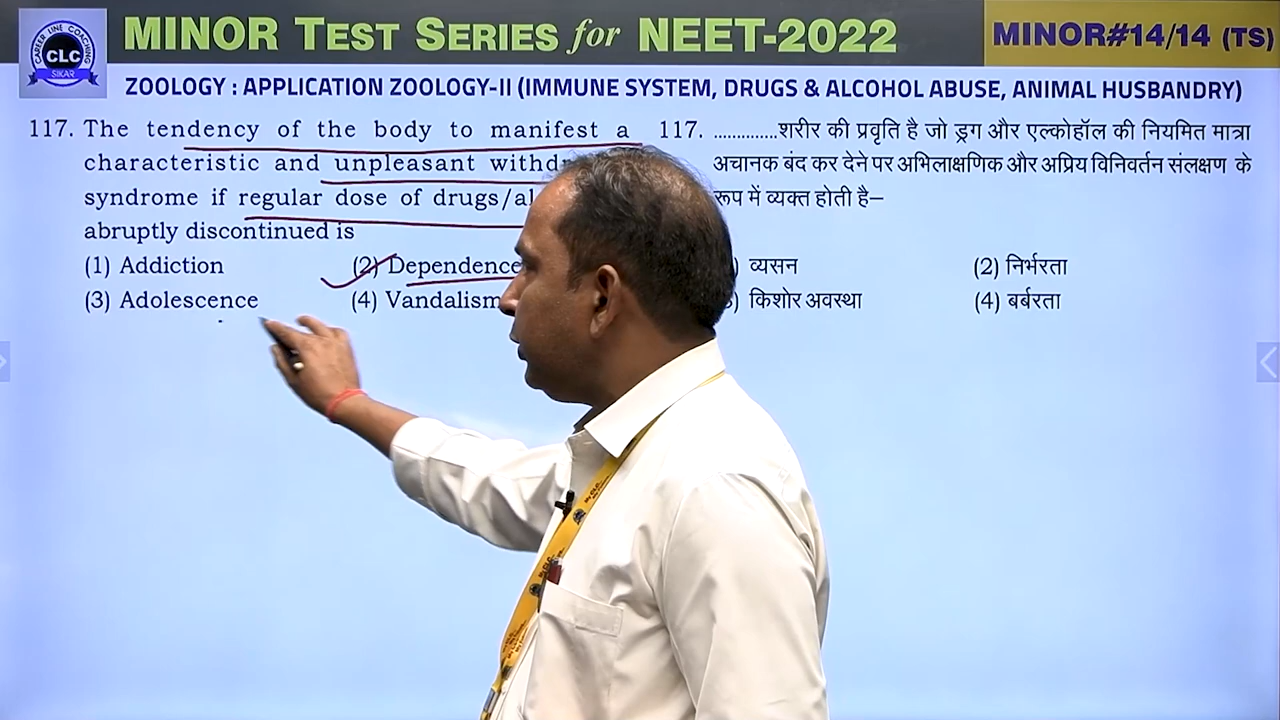 CAREER LINE COACHING
CLC
SIKAR
MINOR TEST SERIES for NEET-2022
MINOR#14/14 (TS)
ZOOLOGY : APPLICATION ZOOLOGY-II (IMMUNE SYSTEM, DRUGS & ALCOHOL ABUSE, ANIMAL HUSBANDRY)
117. The tendency of the body to manifest a
characteristic and unpleasant
syndrome if regular dose of
abruptly discontinued is
(1) Addiction (2) Dependence
(3) Adolescence (4) Vandalism
117. ..............शरीर की प्रवृति है जो ड्रग और एल्कोहॉल की नियमित मात्रा
अचानक बंद कर देने पर अभिलाक्षणिक और अप्रिय विनिवर्तन संलक्षण के
रूप में व्यक्त होती है–
व्यसन (2) निर्भरता
किशोर अवस्था (4) बर्बरता